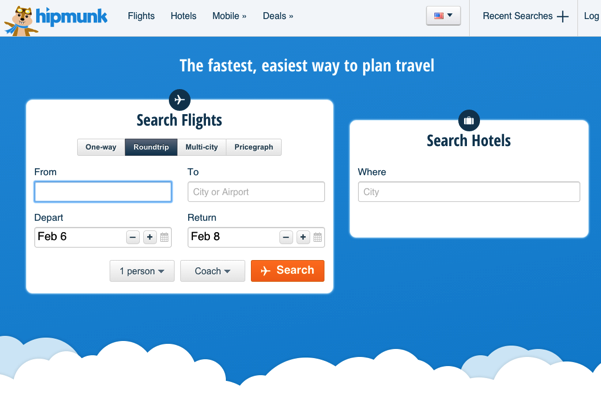 hipmunk Flights Hotels Mobile » Deals » Recent Searches Log
The fastest, easiest way to plan travel
Search Flights
One-way Roundtrip Multi-city Pricegraph
From To
City or Airport
Depart Return
Feb 6 Feb 8
1 person Coach Search
Search Hotels
Where
City